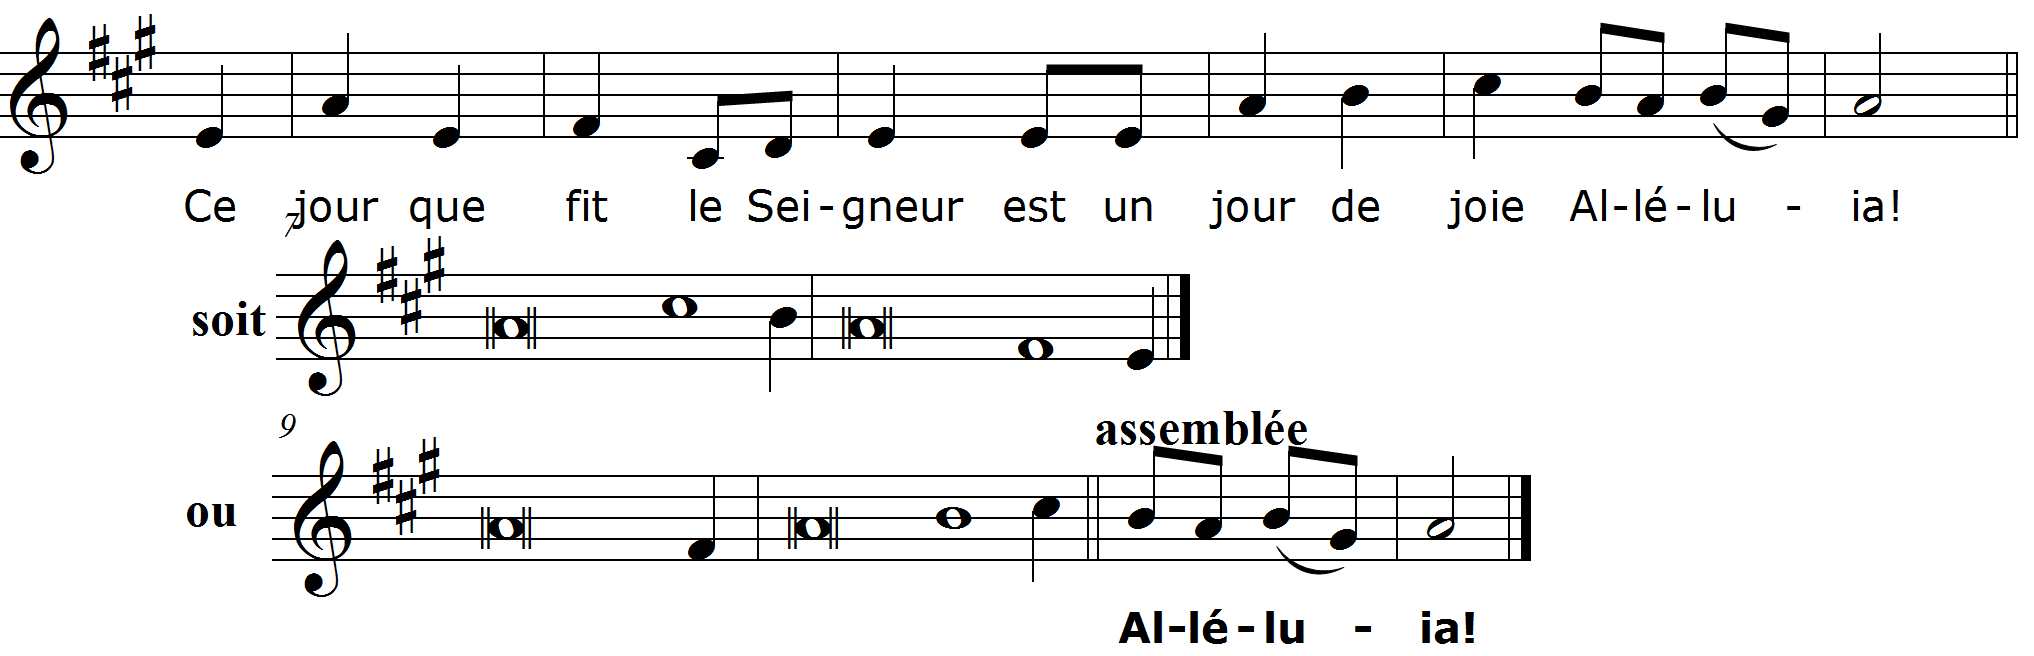 Ce jour que fit le Sei - gneur est un jour de joie Al - lé - lu - ia!
7
soit
9
assemblée
ou
Al - lé - lu - ia!